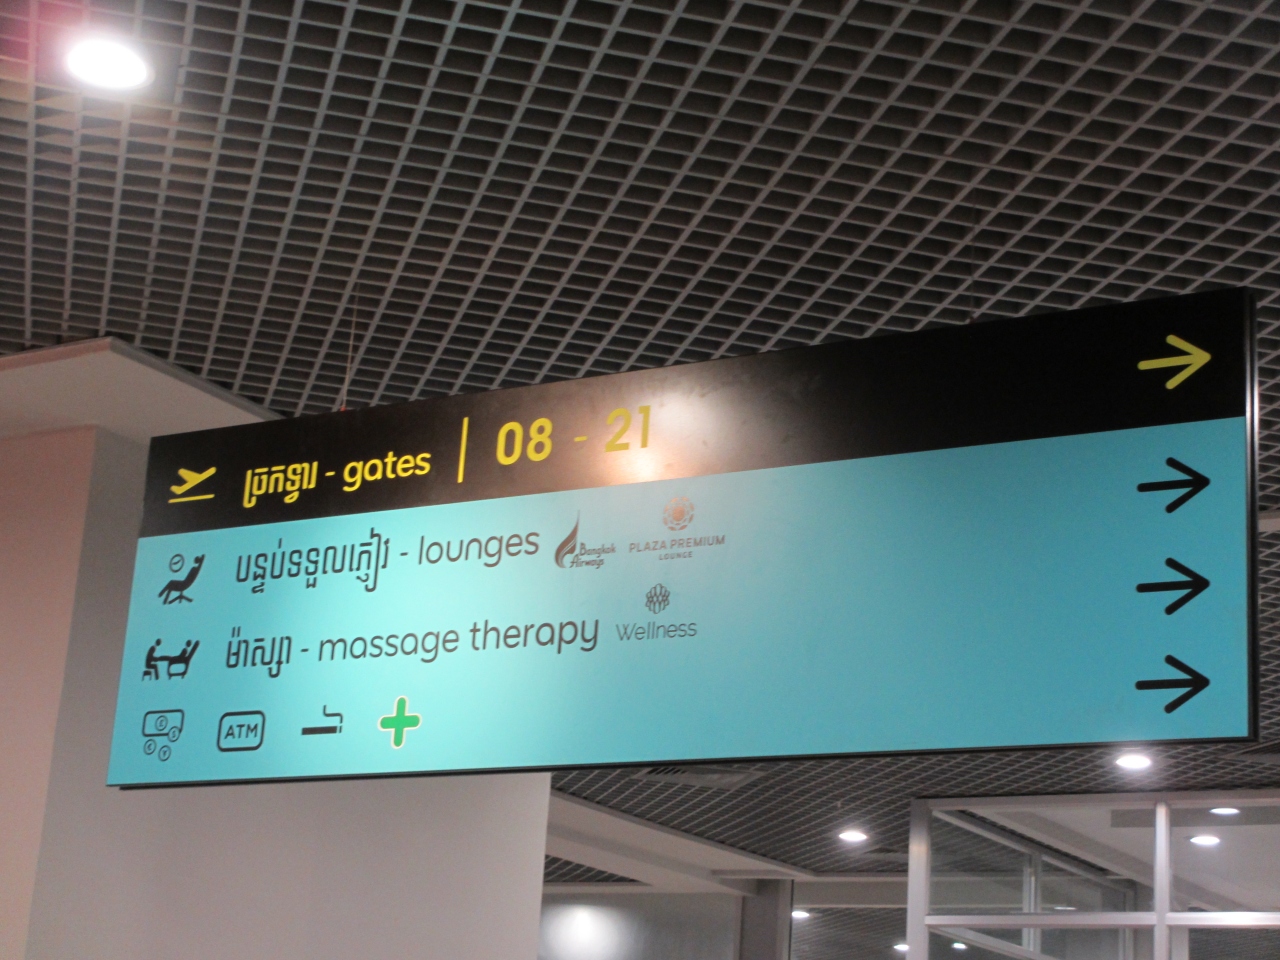 ច្រកទ្វារ - gates | 08 - 21
បន្ទប់ទទួលភ្ញៀវ - lounges Bangkok Airways PLAZA PREMIUM LOUNGE
ម៉ាស្សា - massage therapy Wellness
ATM